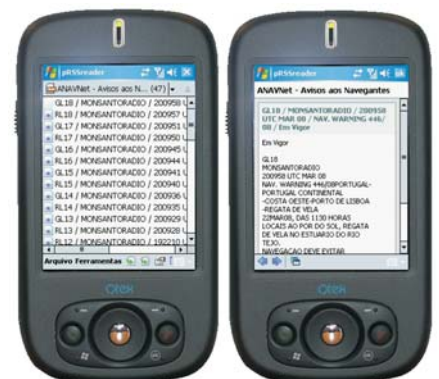 pRSSreader
ANAVNet - Avisos aos N... (47)
GL18 / MONSANTORADIO / 200958 U
RL18 / MONSANTORADIO / 200957 U
GL17 / MONSANTORADIO / 200951 U
RL17 / MONSANTORADIO / 200950 U
GL16 / MONSANTORADIO / 200945 U
RL16 / MONSANTORADIO / 200944 U
GL15 / MONSANTORADIO / 200941 U
RL15 / MONSANTORADIO / 200940 U
GL14 / MONSANTORADIO / 200936 U
RL14 / MONSANTORADIO / 200935 U
GL13 / MONSANTORADIO / 200929 U
RL13 / MONSANTORADIO / 200928 U
RL12 / MONSANTORADIO / 192210 U
Arquivo Ferramentas
Qtek
pRSSreader
ok
ANAVNet - Avisos aos Navegantes
GL18 / MONSANTORADIO / 200958
UTC MAR 08 / NAV. WARNING 446/
08 / Em Vigor
Em Vigor
GL18
MONSANTORADIO
200958 UTC MAR 08
NAV. WARNING 446/08PORTUGAL-
PORTUGAL CONTINENTAL
-COSTA OESTE-PORTO DE LISBOA
-REGATA DE VELA
22MAR08, DAS 1130 HORAS
LOCAIS AO POR DO SOL, REGATA
DE VELA NO ESTUARIO DO RIO
TEJO.
NAVEGACAO DEVE EVITAR
Qtek